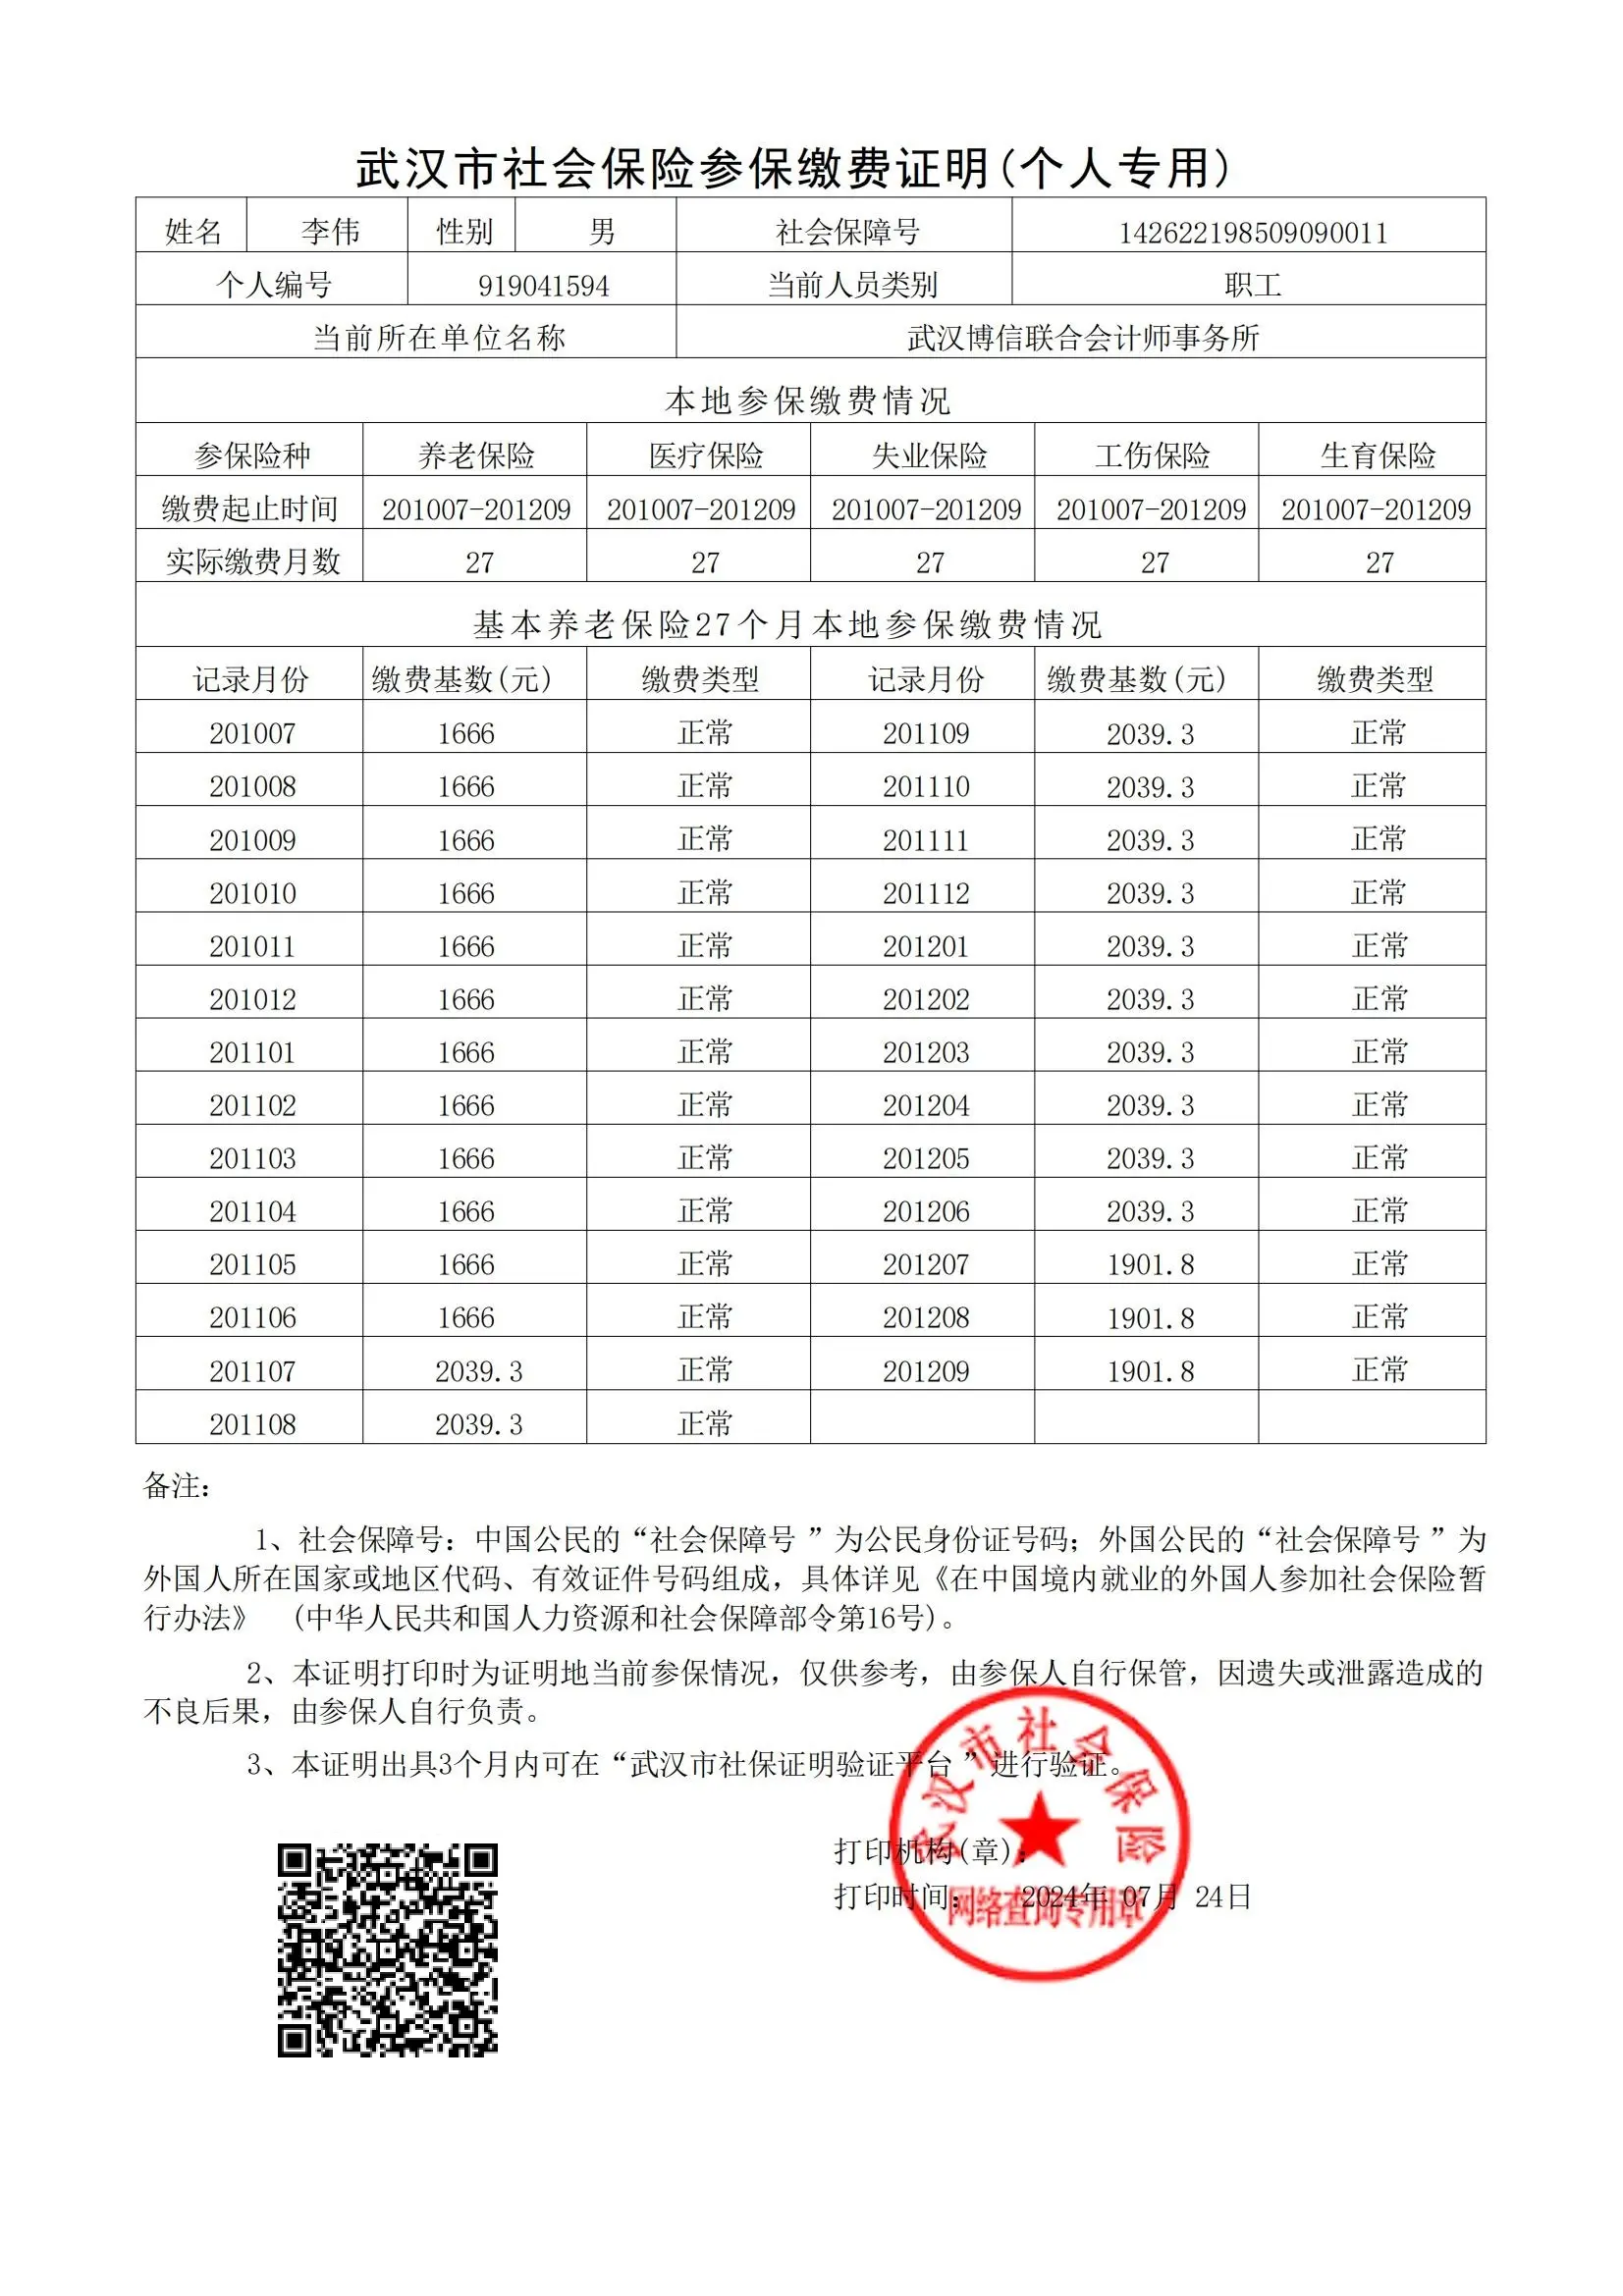 武汉市社会保险参保缴费证明(个人专用)
姓名 李伟 性别 男 社会保障号 142622198509090011
个人编号 919041594 当前人员类别 职工
当前所在单位名称 武汉博信联合会计师事务所
本地参保缴费情况
参保险种 养老保险 医疗保险 失业保险 工伤保险 生育保险
缴费起止时间 201007-201209 201007-201209 201007-201209 201007-201209 201007-201209
实际缴费月数 27 27 27 27 27
基本养老保险27个月本地参保缴费情况
记录月份 缴费基数(元) 缴费类型 记录月份 缴费基数(元) 缴费类型
201007 1666 正常 201109 2039.3 正常
201008 1666 正常 201110 2039.3 正常
201009 1666 正常 201111 2039.3 正常
201010 1666 正常 201112 2039.3 正常
201011 1666 正常 201201 2039.3 正常
201012 1666 正常 201202 2039.3 正常
201101 1666 正常 201203 2039.3 正常
201102 1666 正常 201204 2039.3 正常
201103 1666 正常 201205 2039.3 正常
201104 1666 正常 201206 2039.3 正常
201105 1666 正常 201207 1901.8 正常
201106 1666 正常 201208 1901.8 正常
201107 2039.3 正常 201209 1901.8 正常
201108 2039.3 正常
备注：
1、社会保障号：中国公民的“社会保障号 ”为公民身份证号码；外国公民的“社会保障号 ”为
外国人所在国家或地区代码、有效证件号码组成，具体详见《在中国境内就业的外国人参加社会保险暂
行办法》 (中华人民共和国人力资源和社会保障部令第16号)。
2、本证明打印时为证明地当前参保情况，仅供参考，由参保人自行保管，因遗失或泄露造成的
不良后果，由参保人自行负责。
3、本证明出具3个月内可在“武汉市社保证明验证平台 ”进行验证。
武汉市社会保险
打印机构(章)：
打印时间： 2024年 07月 24日
网络查询专用章